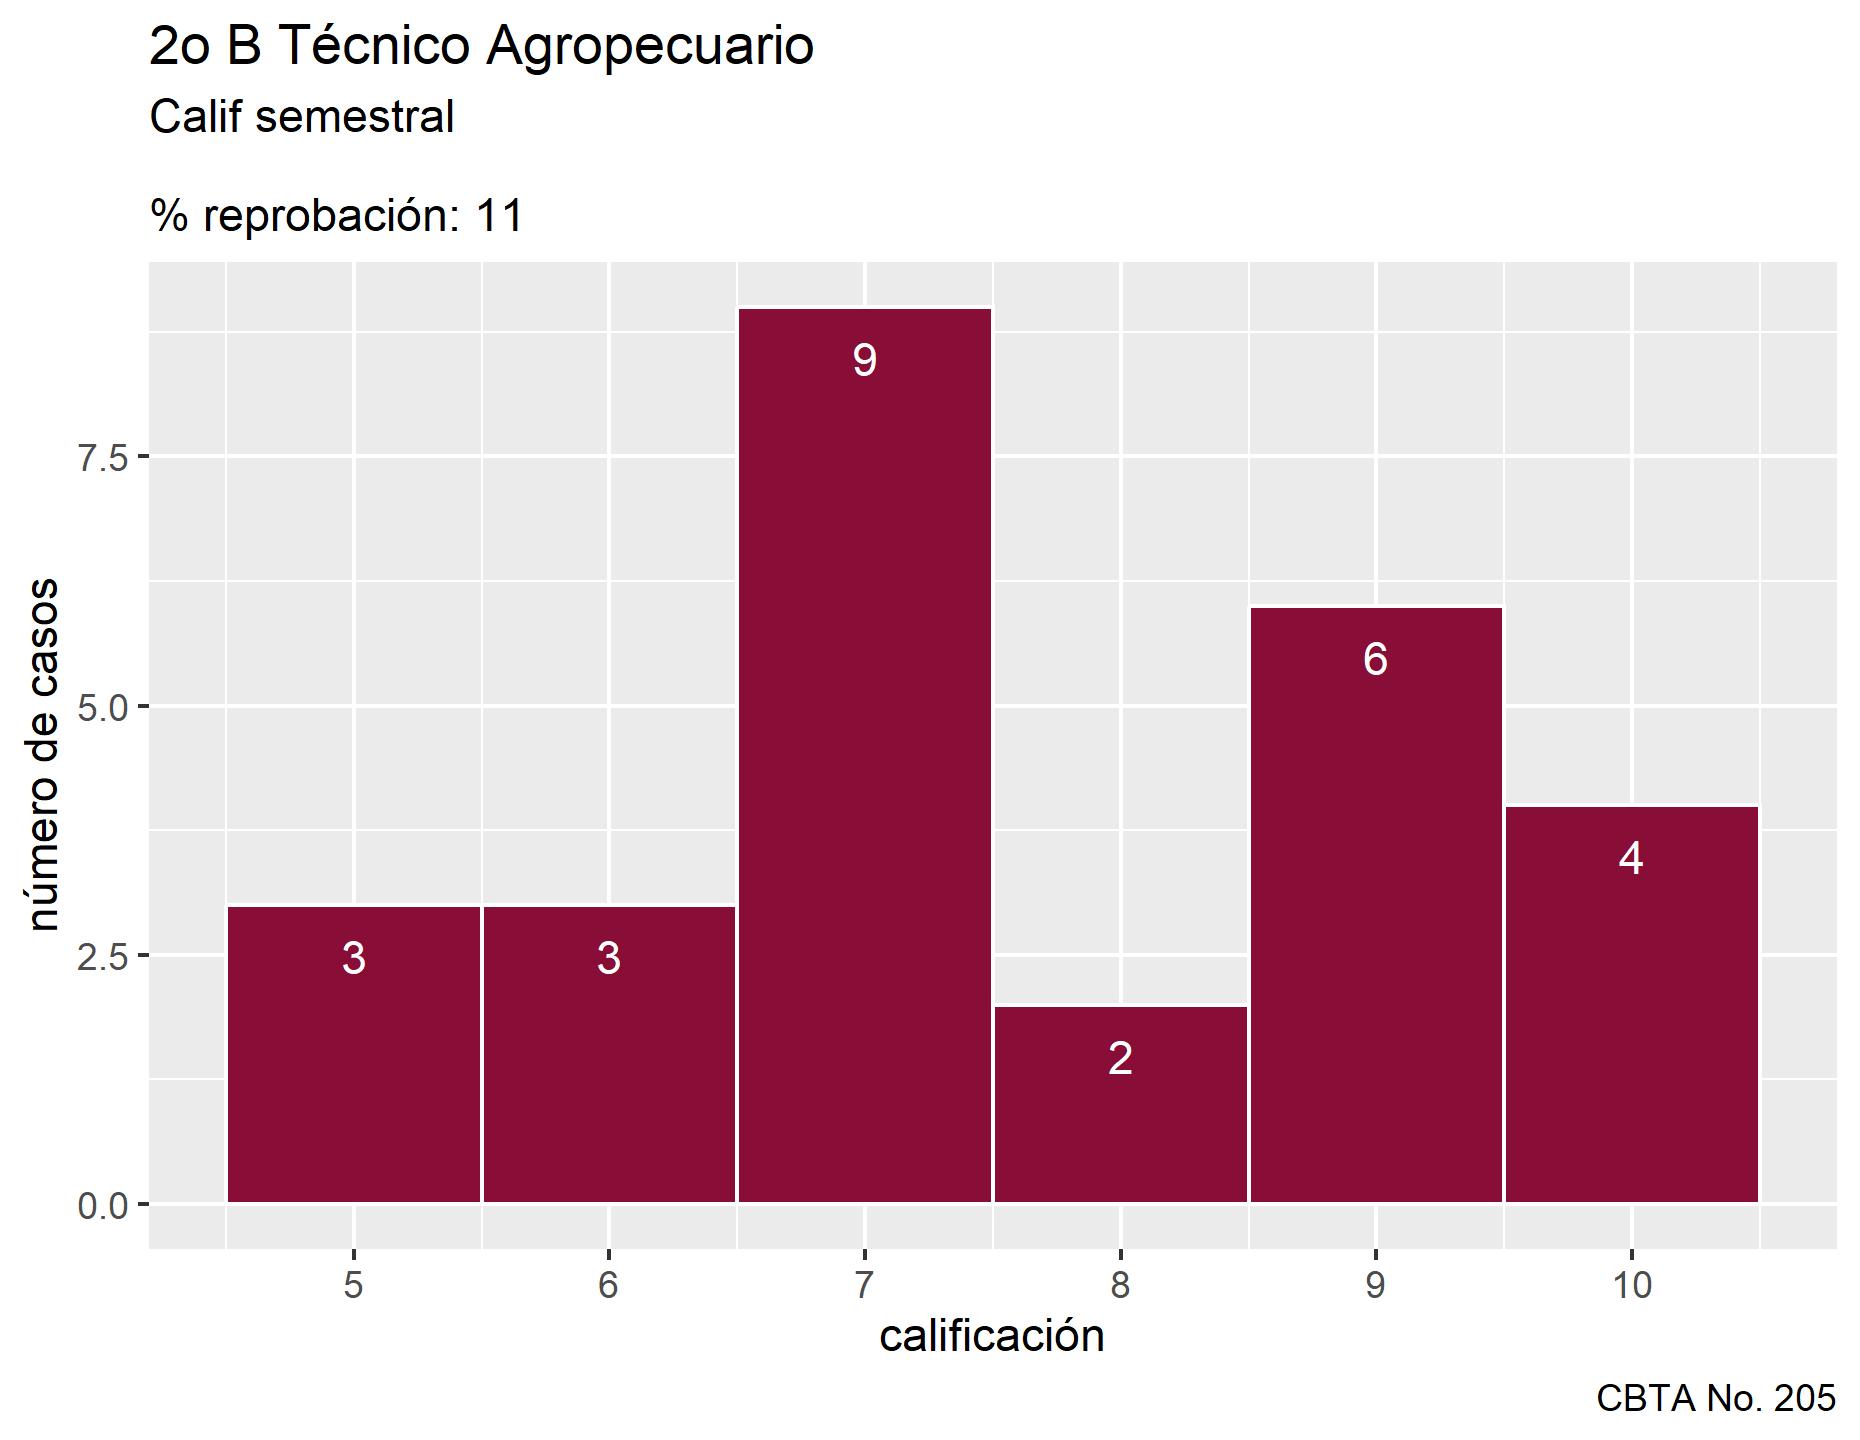 2o B Técnico Agropecuario
Calif semestral
% reprobación: 11
número de casos
7.5
5.0
2.5
0.0
3
3
9
2
6
4
5
6
7
8
9
10
calificación
CBTA No. 205